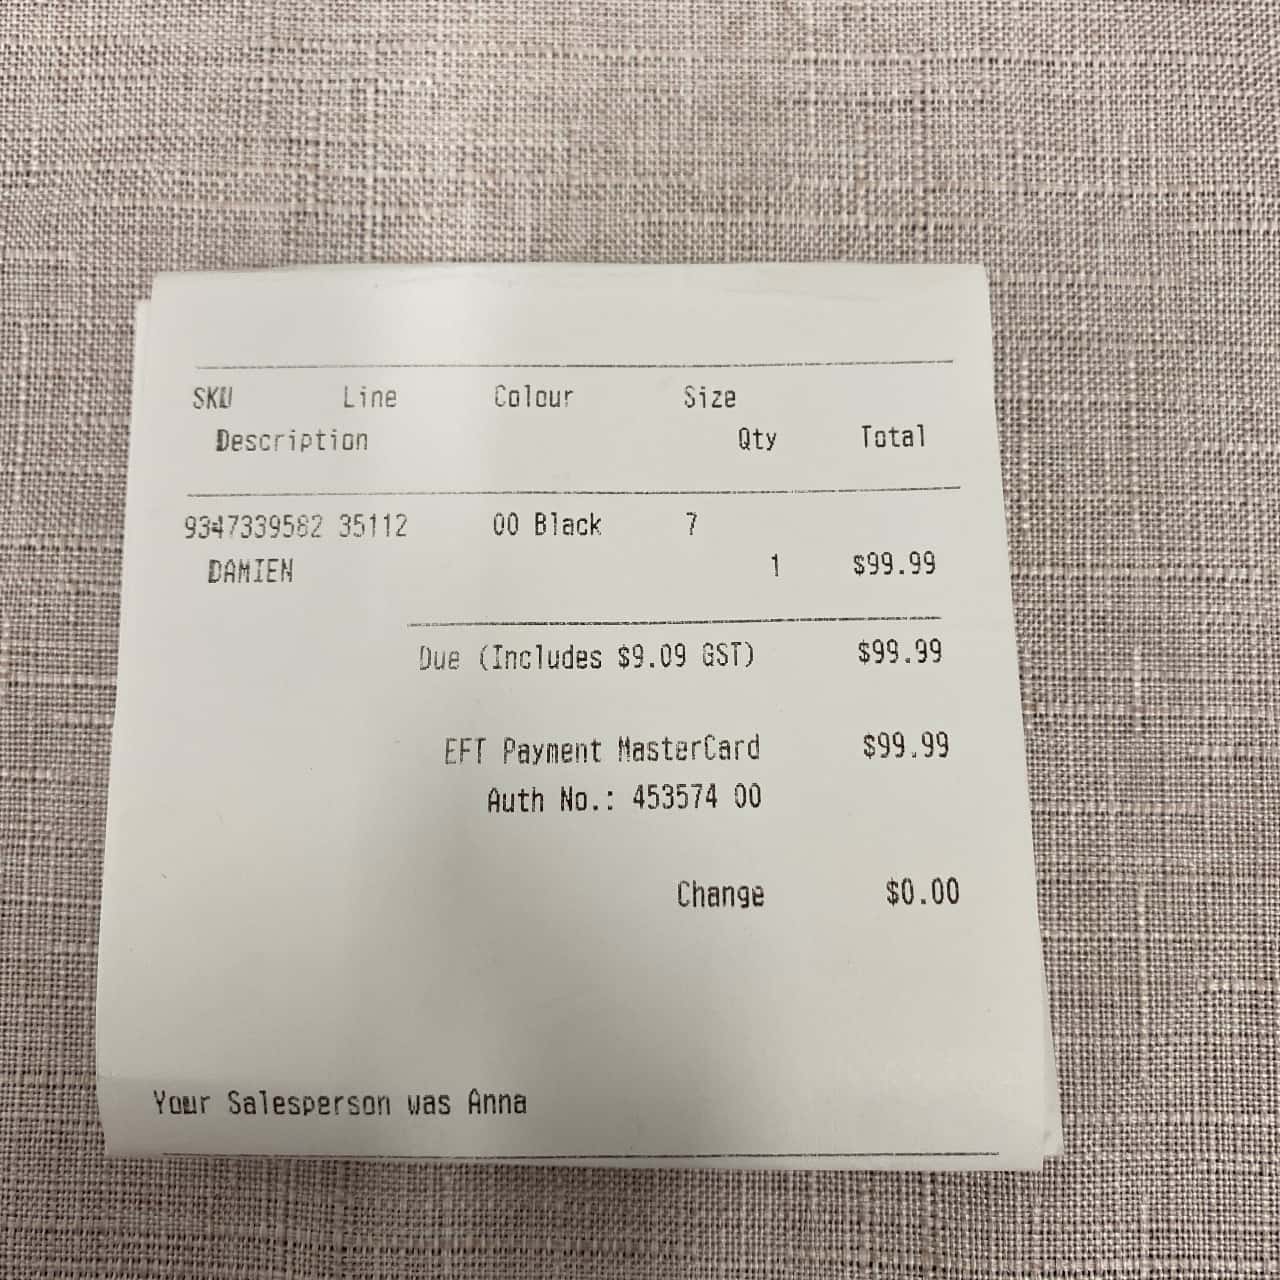 SKU Line Colour Size
Description Qty Total
9347339582 35112 00 Black 7
DAMIEN 1 $99.99
Due (Includes $9.09 GST) $99.99
EFT Payment MasterCard $99.99
Auth No.: 453574 00
Change $0.00
Your Salesperson was Anna